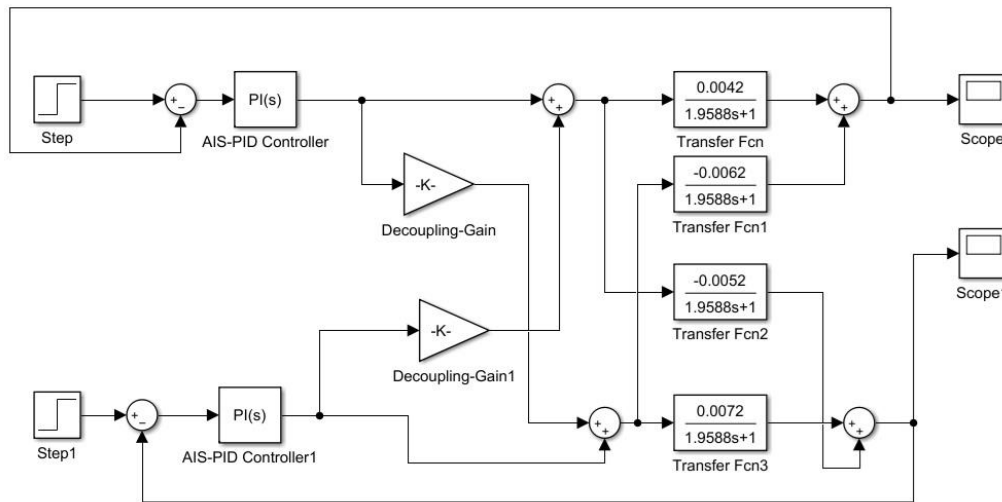 Step
+
−
PI(s)
AIS-PID Controller
+
+
0.0042
1.9588s+1
Transfer Fcn
+
+
Scope
-K-
Decoupling-Gain
-0.0062
1.9588s+1
Transfer Fcn1
-K-
Decoupling-Gain1
-0.0052
1.9588s+1
Transfer Fcn2
Scope1
Step1
+
−
PI(s)
AIS-PID Controller1
+
+
0.0072
1.9588s+1
Transfer Fcn3
+
+